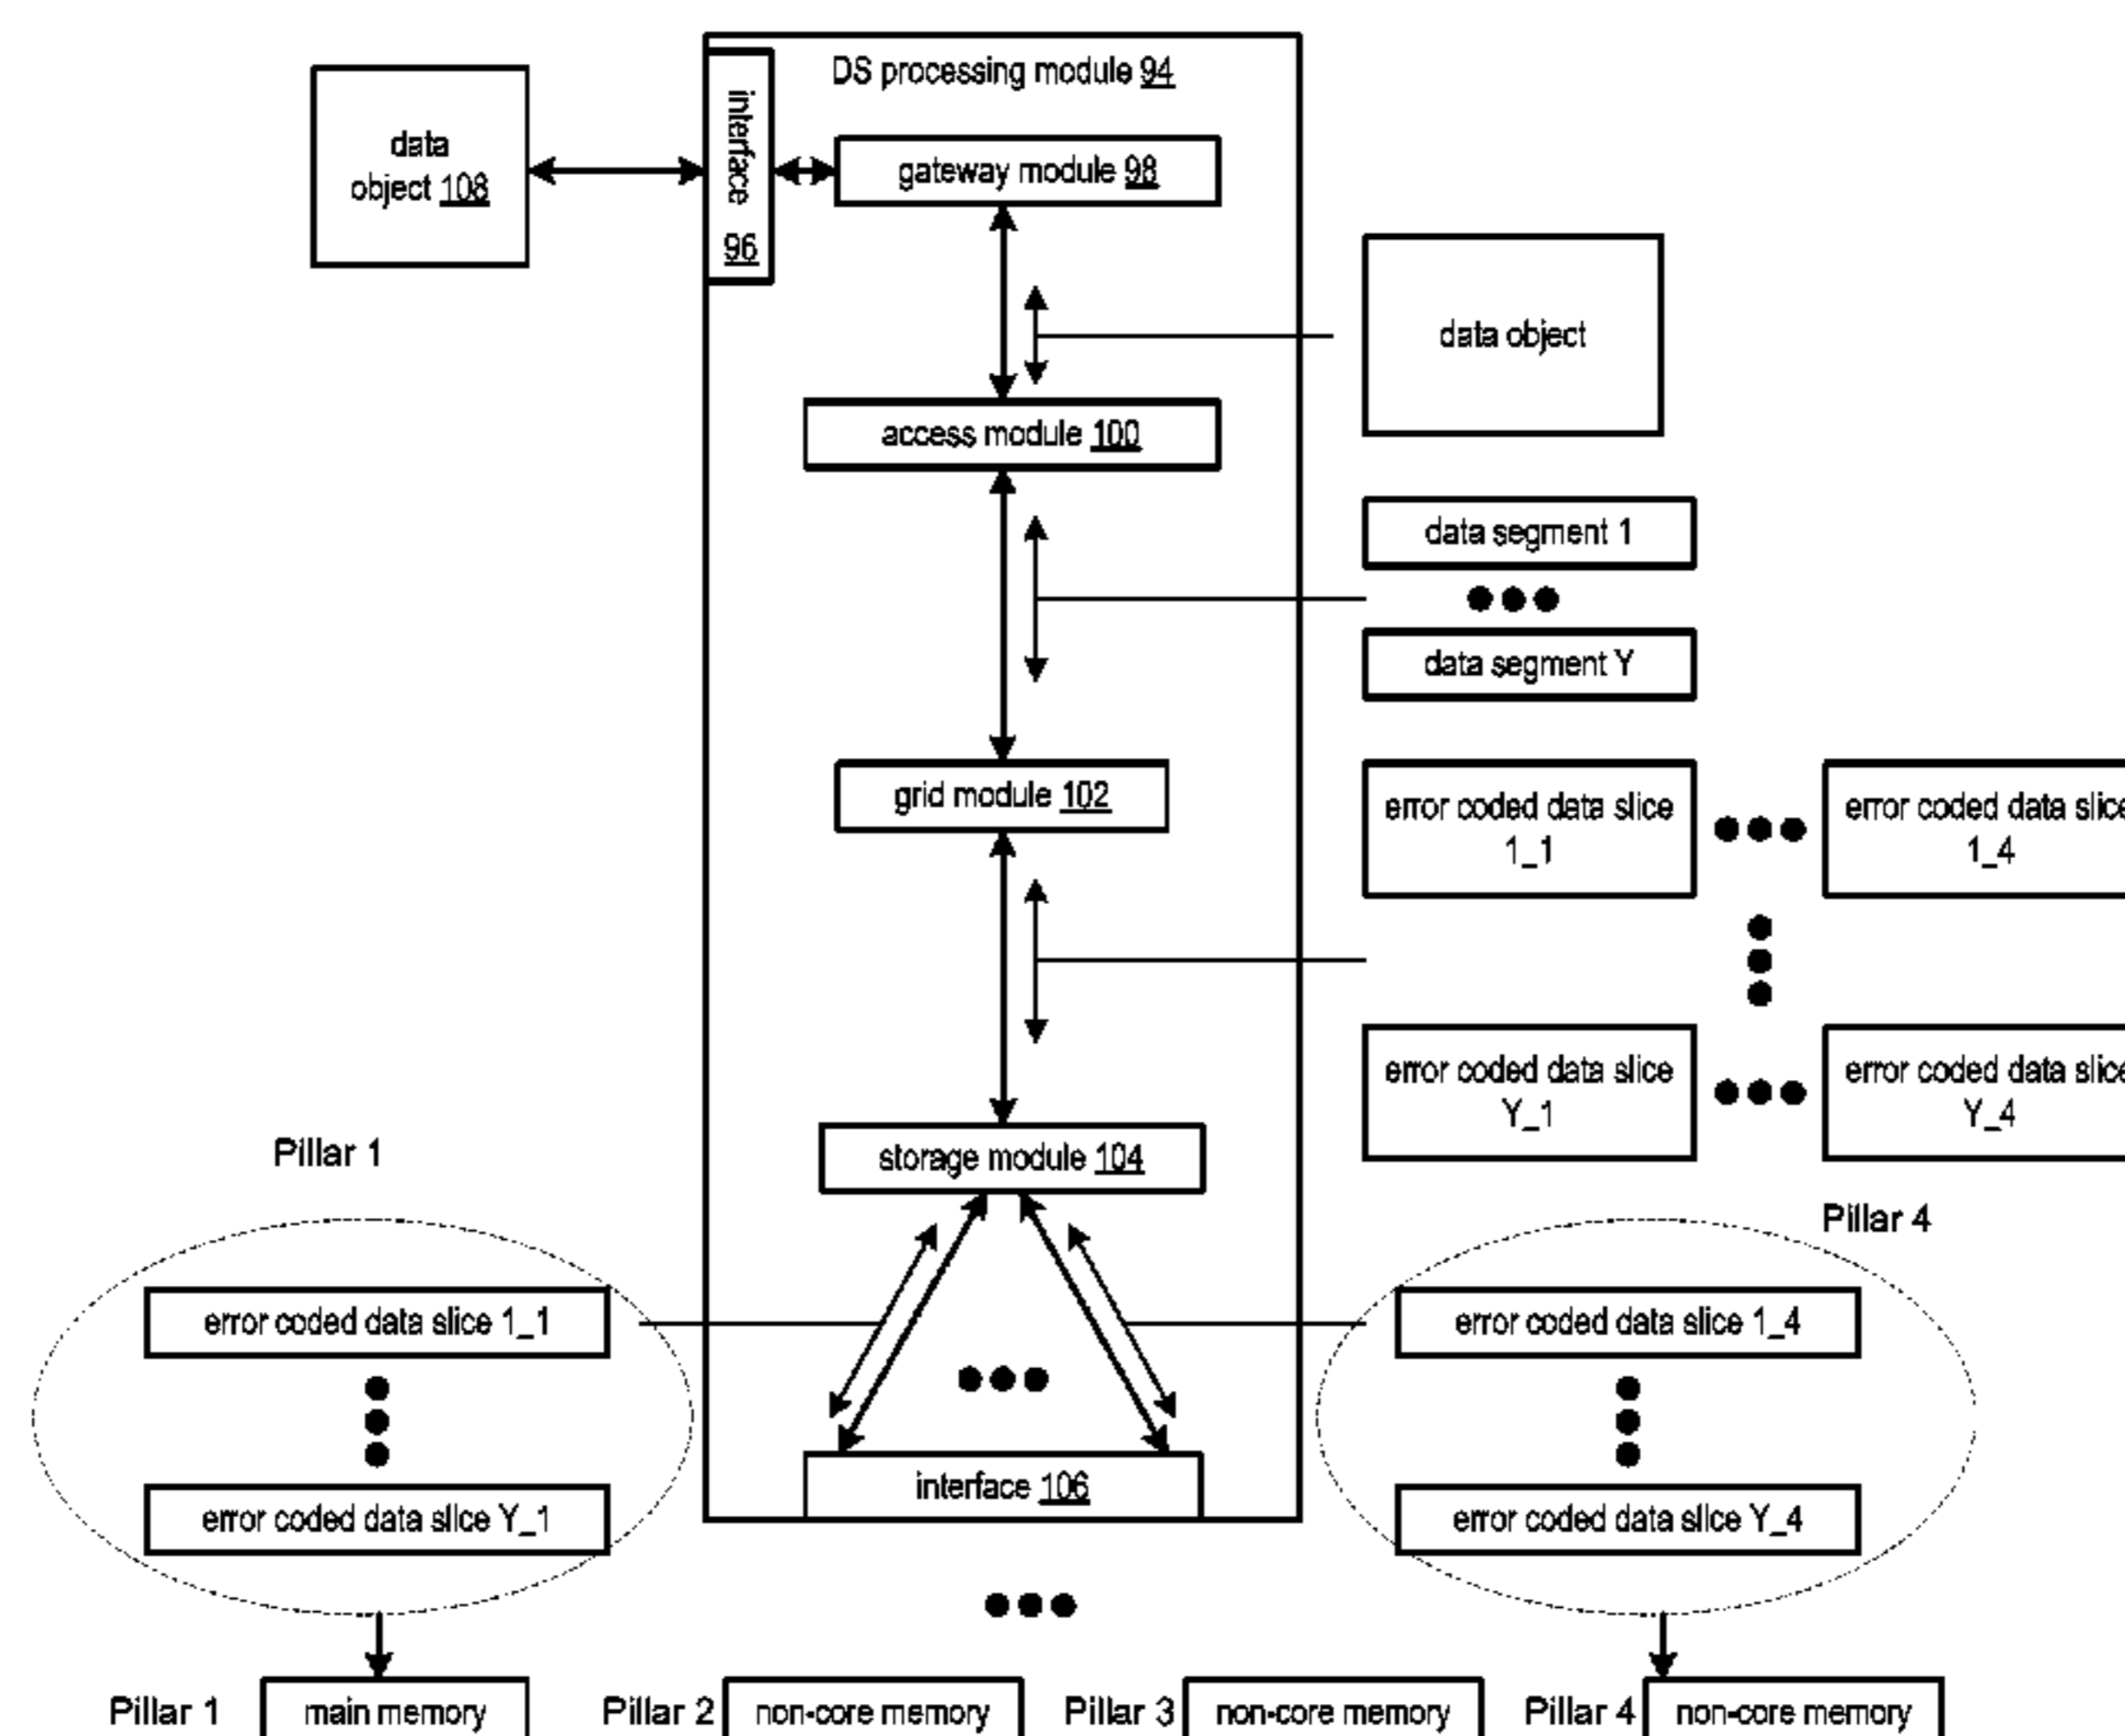 DS processing module 94
data
object 108
interface
96
gateway module 98
data object
access module 100
data segment 1
data segment Y
grid module 102
error coded data slice
1_1
error coded data slice
1_4
error coded data slice
Y_1
error coded data slice
Y_4
Pillar 1
storage module 104
Pillar 4
error coded data slice 1_1
error coded data slice 1_4
interface 106
error coded data slice Y_1
error coded data slice Y_4
Pillar 1
main memory
Pillar 2
non-core memory
Pillar 3
non-core memory
Pillar 4
non-core memory